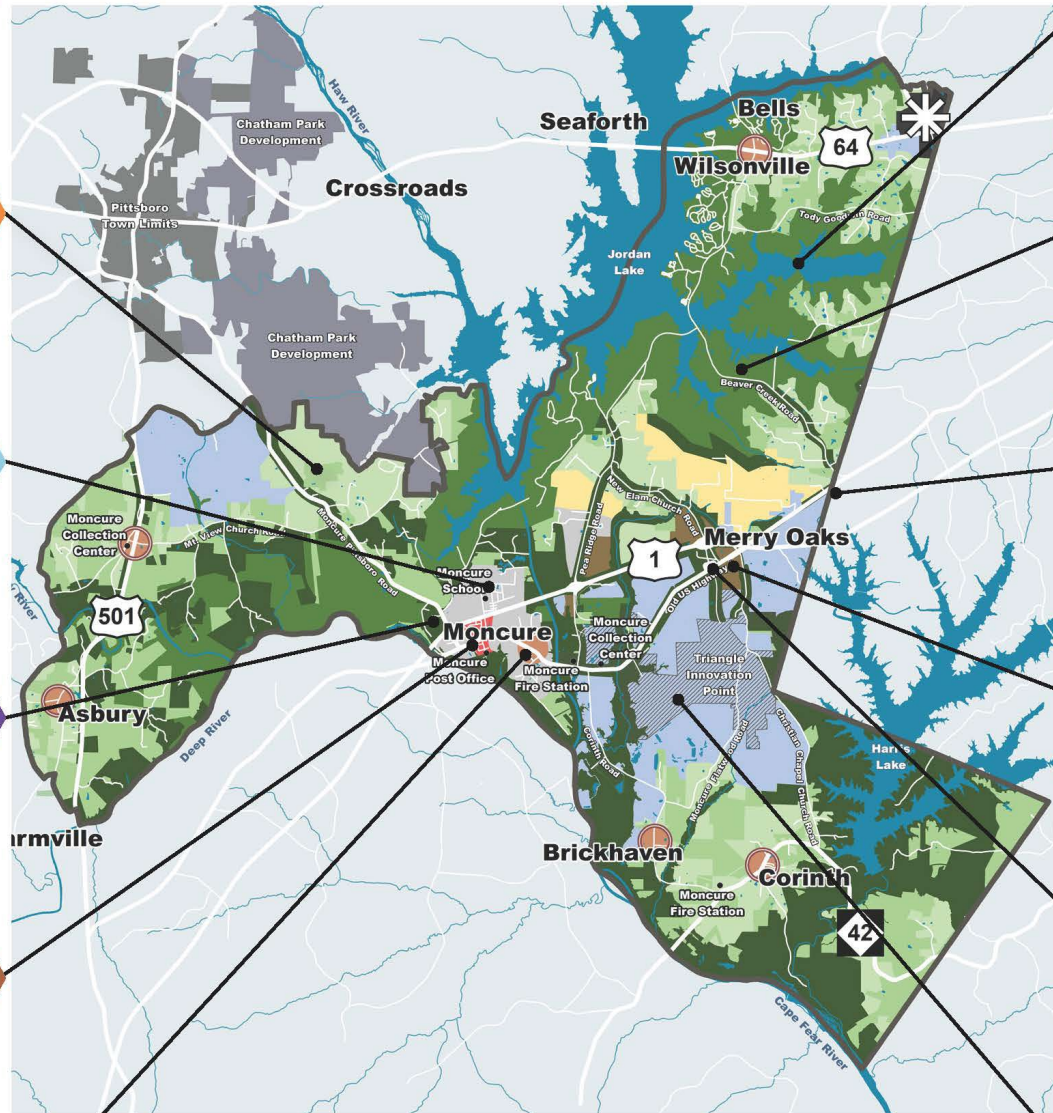 Haw River
Chatham Park
Development
Seaforth
Bells
64
Wilsonville
Crossroads
Pittsboro
Town Limits
Tody Goodwin Road
Jordan
Lake
Chatham Park
Development
Beaver Creek Road
New Elam Church Road
Moncure
Collection
Center
Mt View Church Road
Moncure Pittsboro Road
Pea Ridge Road
1
Merry Oaks
Old US Highway
Moncure
School
501
Moncure
Moncure
Collection
Center
Triangle
Innovation
Point
Moncure
Post Office
Moncure
Fire Station
Asbury
Deep River
River
Corinth Road
Moncure Flatwood Road
Christian Chapel Church Road
Harris
Lake
Brickhaven
Corinth
Moncure
Fire Station
42
Cape Fear River